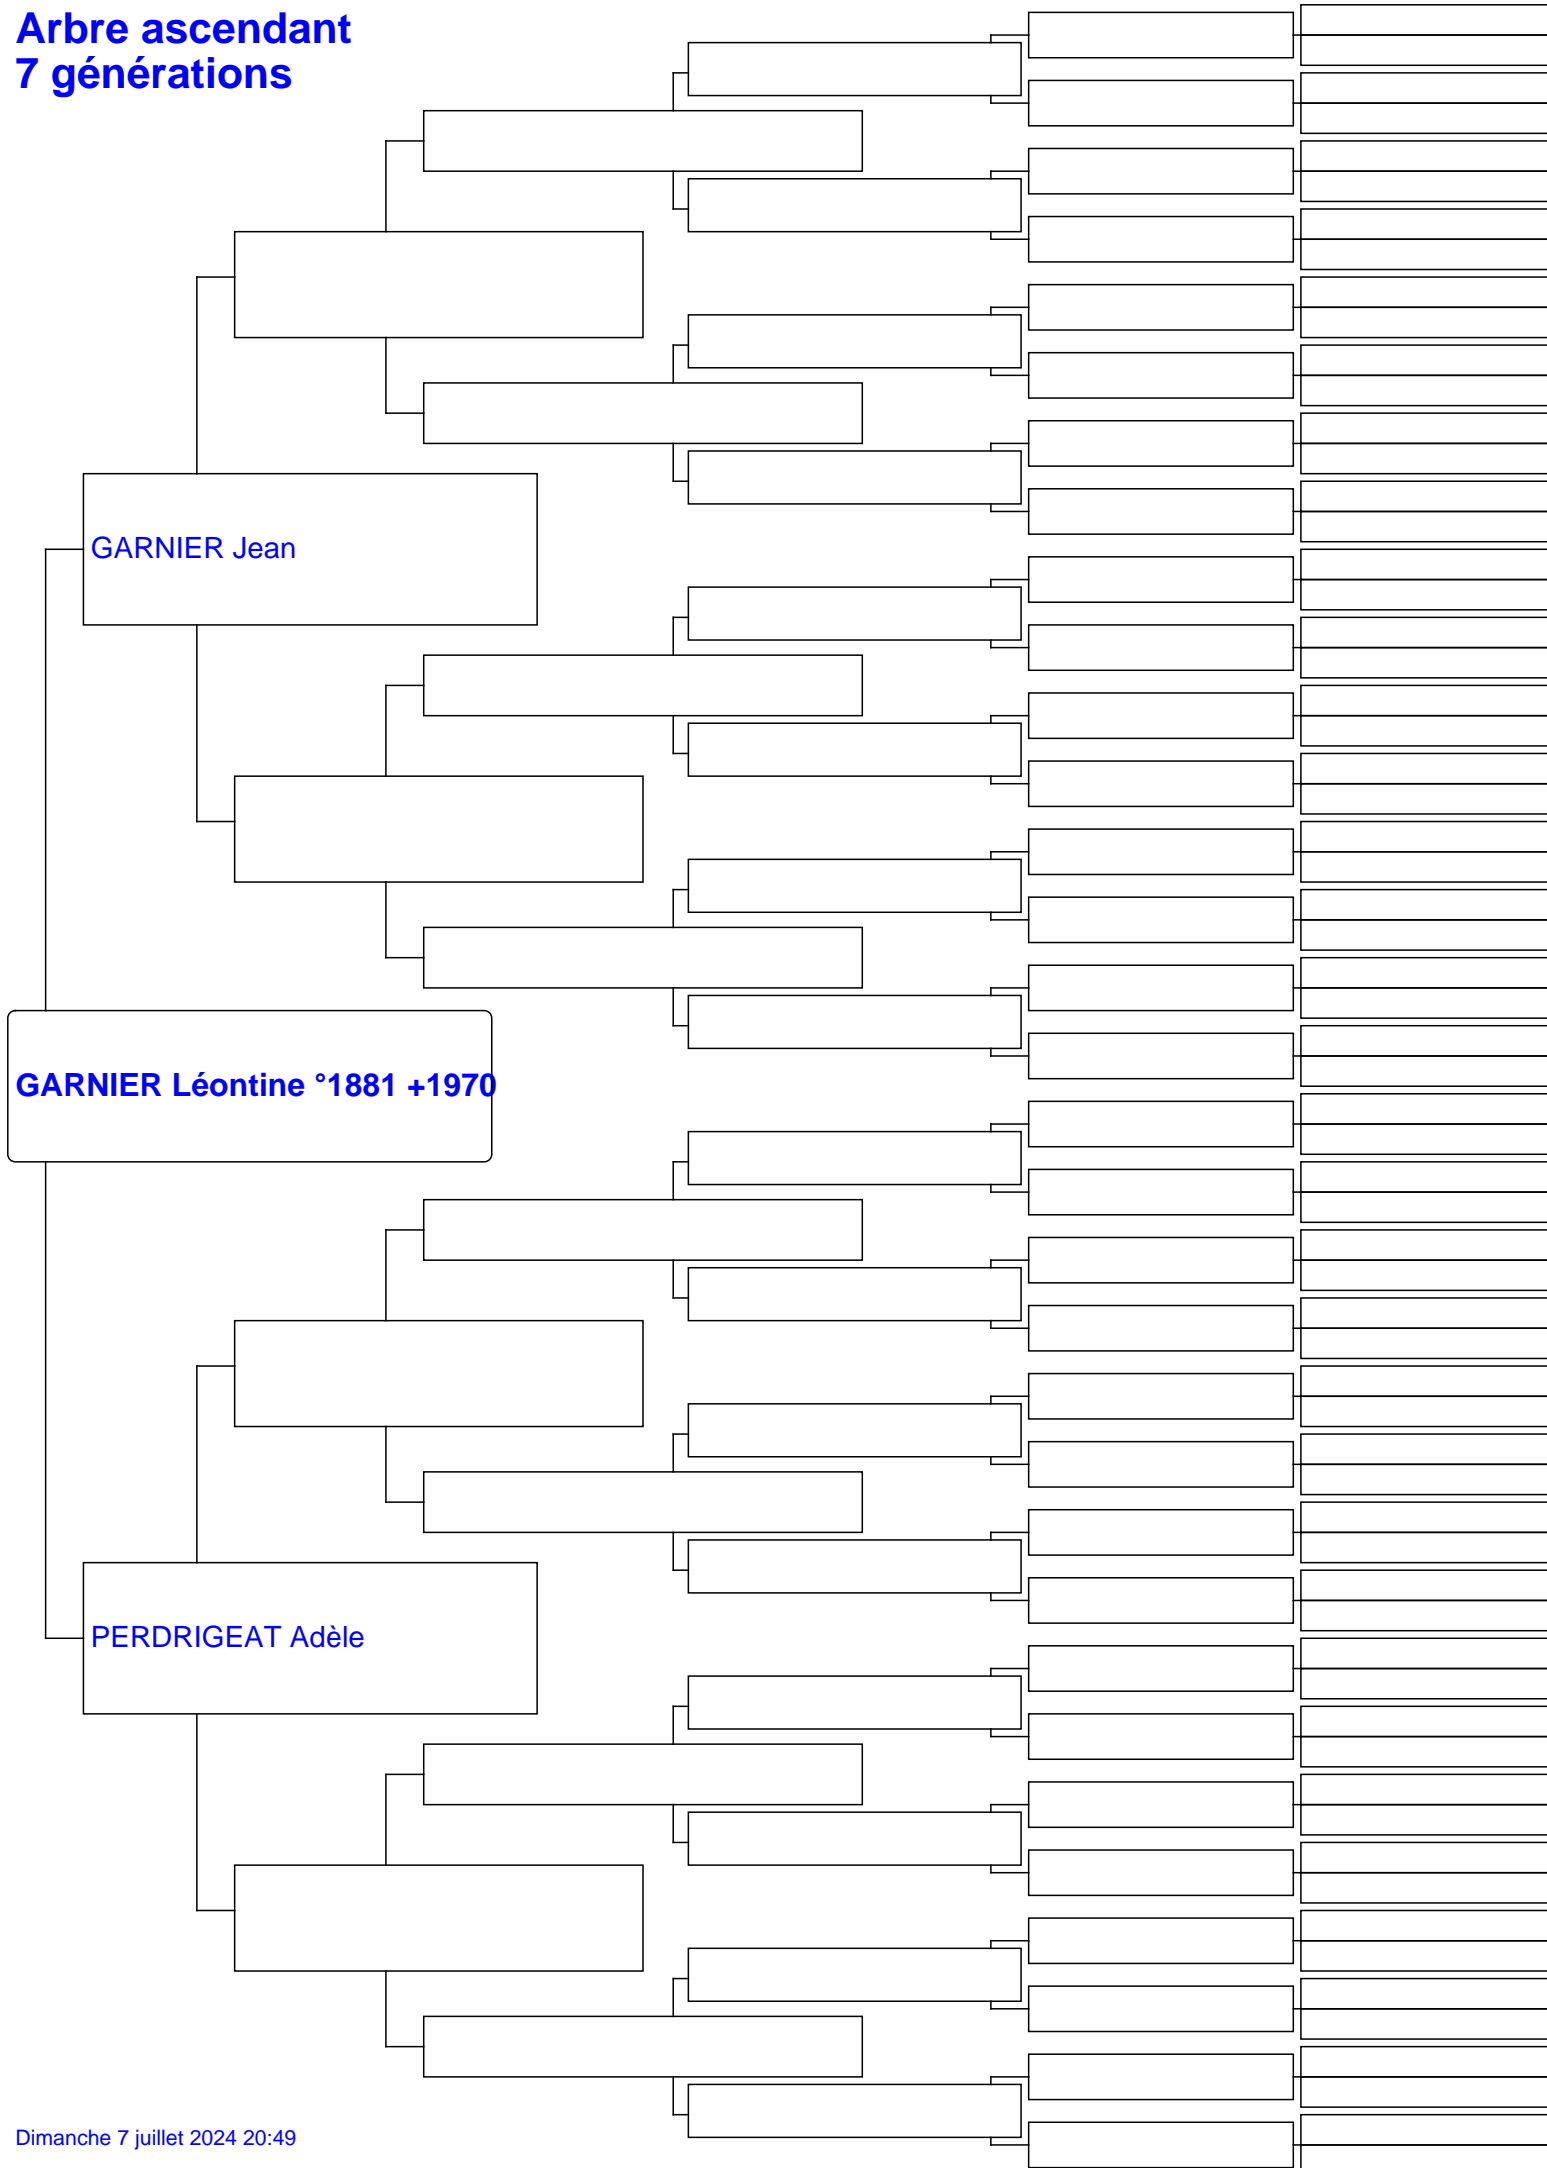 Arbre ascendant
7 générations
GARNIER Jean
GARNIER Léontine °1881 +1970
PERDRIGEAT Adèle
Dimanche 7 juillet 2024 20:49